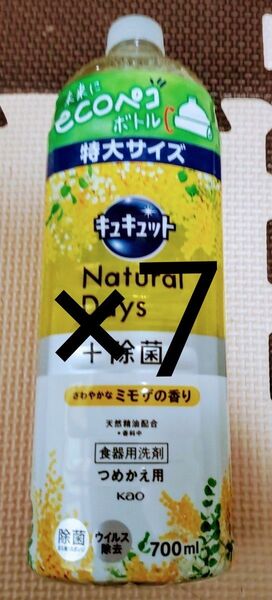 未来に
ecoペコ
ボトル
特大サイズ
キュキュット
Natural
Days
×7
+除菌
さわやかなミモザの香り
天然精油配合
*香料中
食器用洗剤
つめかえ用
Kao
除菌
ウイルス
除去
700ml